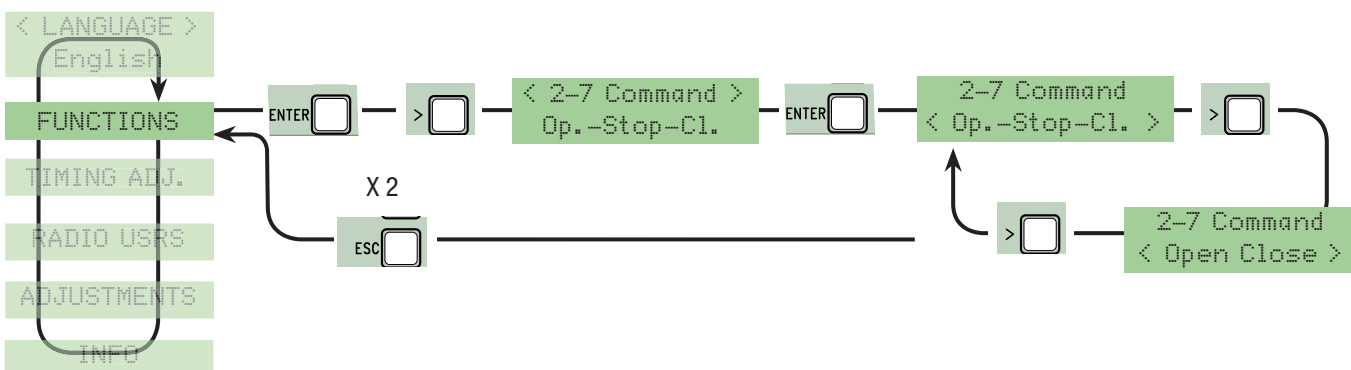 < LANGUAGE >
English
FUNCTIONS
TIMING ADJ.
RADIO USRS
ADJUSTMENTS
INFO
ENTER
>
< 2–7 Command >
Op.–Stop–Cl.
ENTER
2–7 Command
< Op.–Stop–Cl. >
>
2–7 Command
< Open Close >
>
X 2
ESC